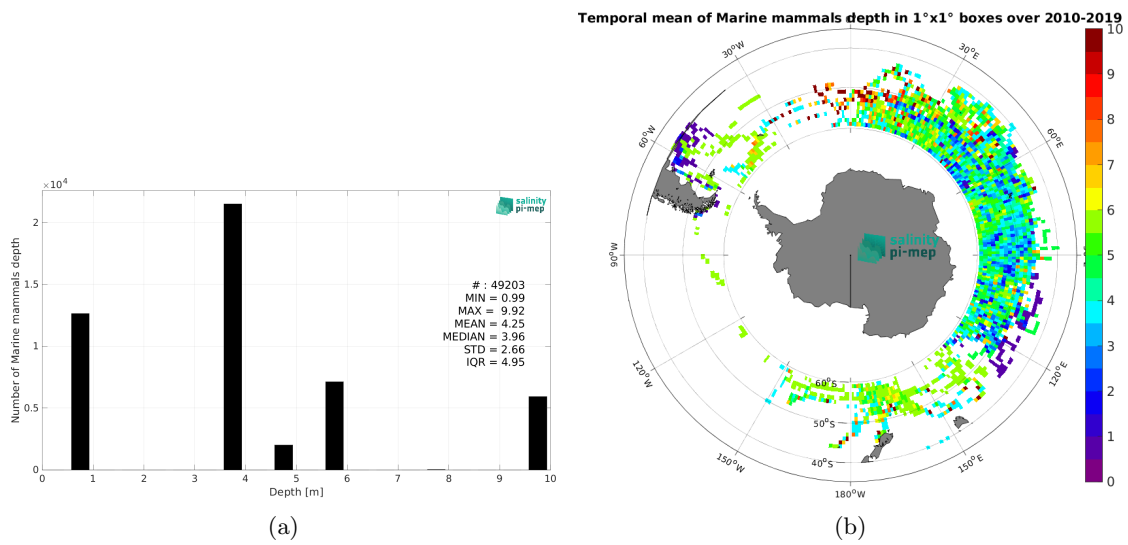 ×10⁴
2
1.5
1
0.5
0
Number of Marine mammals depth
salinity
pi-mep
# : 49203
MIN = 0.99
MAX = 9.92
MEAN = 4.25
MEDIAN = 3.96
STD = 2.66
IQR = 4.95
0 1 2 3 4 5 6 7 8 9 10
Depth [m]
(a)
Temporal mean of Marine mammals depth in 1°x1° boxes over 2010-2019
30°W
30°E
60°W
60°E
90°W
salinity
pi-mep
120°W
120°E
60°S
50°S
40°S
150°W
150°E
180°W
10
9
8
7
6
5
4
3
2
1
0
(b)